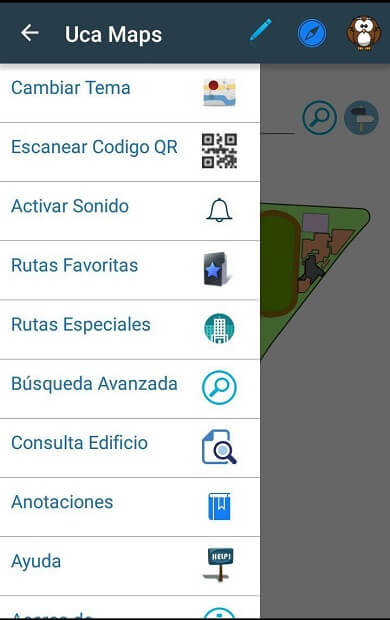 Uca Maps
Cambiar Tema
Escanear Codigo QR
Activar Sonido
Rutas Favoritas
Rutas Especiales
Búsqueda Avanzada
Consulta Edificio
Anotaciones
Ayuda
HELP!
Acerca de